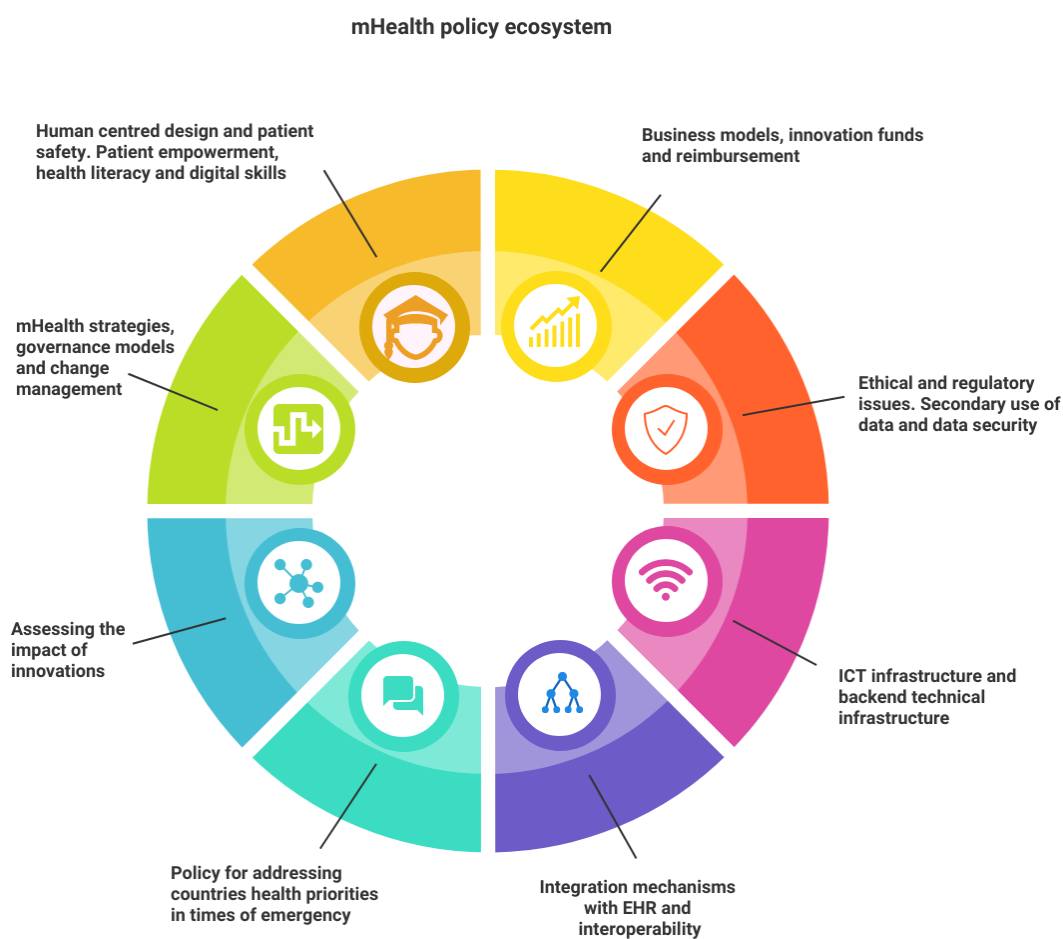 mHealth policy ecosystem
Human centred design and patient
safety. Patient empowerment,
health literacy and digital skills
Business models, innovation funds
and reimbursement
mHealth strategies,
governance models
and change
management
Ethical and regulatory
issues. Secondary use of
data and data security
Assessing the
impact of
innovations
ICT infrastructure and
backend technical
infrastructure
Policy for addressing
countries health priorities
in times of emergency
Integration mechanisms
with EHR and
interoperability